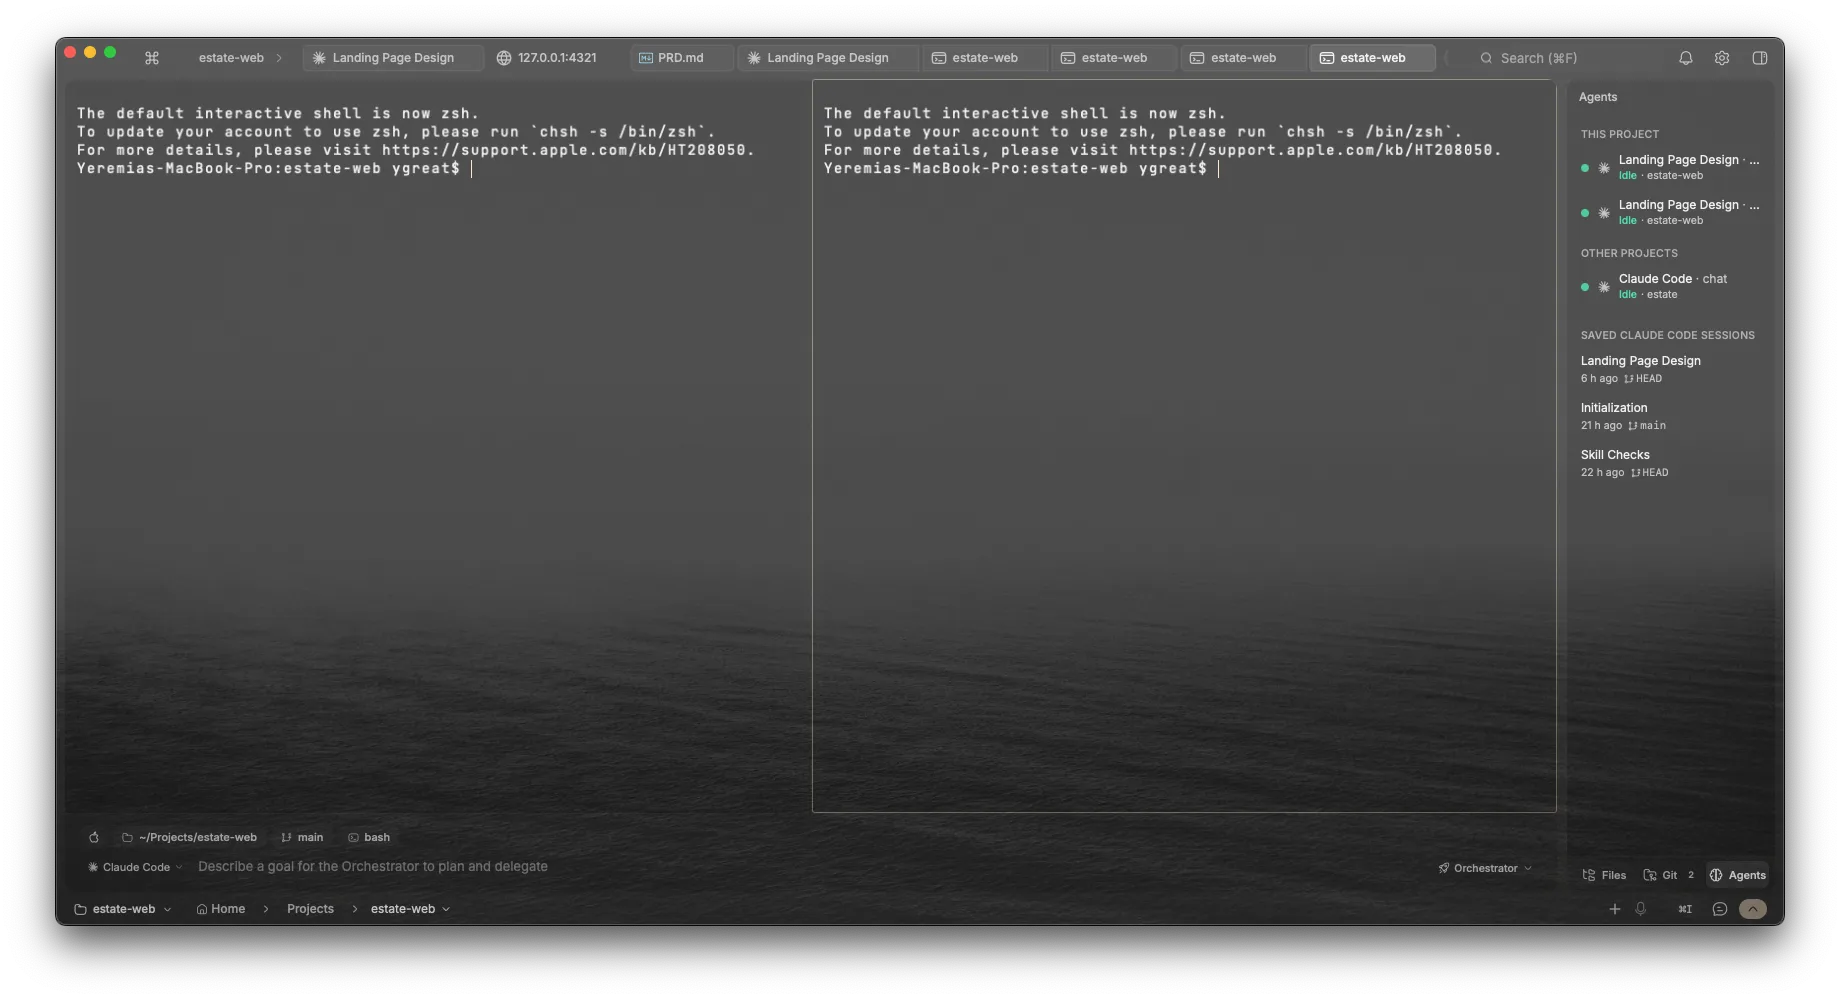 estate-web
Landing Page Design
127.0.0.1:4321
PRD.md
Landing Page Design
estate-web
estate-web
estate-web
estate-web
Search (⌘F)
The default interactive shell is now zsh.
To update your account to use zsh, please run `chsh -s /bin/zsh`.
For more details, please visit https://support.apple.com/kb/HT208050.
Yeremias-MacBook-Pro:estate-web ygreat$
The default interactive shell is now zsh.
To update your account to use zsh, please run `chsh -s /bin/zsh`.
For more details, please visit https://support.apple.com/kb/HT208050.
Yeremias-MacBook-Pro:estate-web ygreat$
Agents
THIS PROJECT
Landing Page Design · ...
Idle · estate-web
Landing Page Design · ...
Idle · estate-web
OTHER PROJECTS
Claude Code · chat
Idle · estate
SAVED CLAUDE CODE SESSIONS
Landing Page Design
6 h ago HEAD
Initialization
21 h ago main
Skill Checks
22 h ago HEAD
~/Projects/estate-web
main
bash
Claude Code
Describe a goal for the Orchestrator to plan and delegate
Orchestrator
Files
Git 2
Agents
estate-web
Home
Projects
estate-web
⌘I